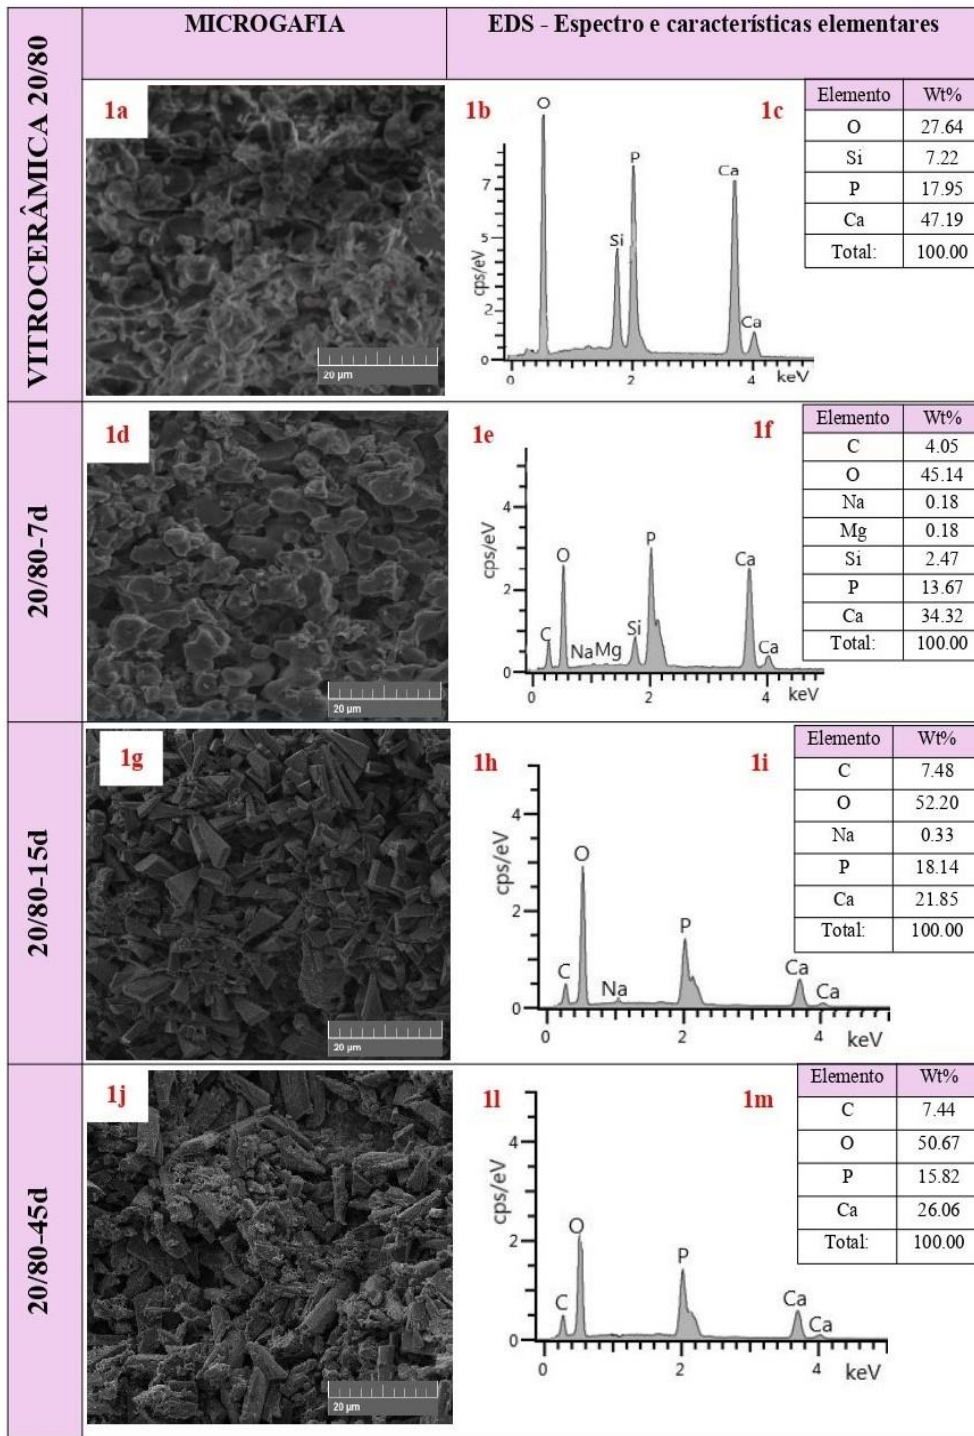 MICROGAFIA
EDS - Espectro e características elementares
VITROCERÂMICA 20/80
1a
20 µm
1b
1c
O
Si
P
Ca
Ca
7
5
2
0
cps/eV
0
2
4
keV
Elemento Wt%
O 27.64
Si 7.22
P 17.95
Ca 47.19
Total: 100.00
20/80-7d
1d
20 µm
1e
1f
C
O
Na
Mg
Si
P
Ca
Ca
4
2
0
cps/eV
0
2
4
keV
Elemento Wt%
C 4.05
O 45.14
Na 0.18
Mg 0.18
Si 2.47
P 13.67
Ca 34.32
Total: 100.00
20/80-15d
1g
20 µm
1h
1i
C
O
Na
P
Ca
Ca
4
2
0
cps/eV
0
2
4
keV
Elemento Wt%
C 7.48
O 52.20
Na 0.33
P 18.14
Ca 21.85
Total: 100.00
20/80-45d
1j
20 µm
1l
1m
C
O
P
Ca
Ca
4
2
0
cps/eV
0
2
4
keV
Elemento Wt%
C 7.44
O 50.67
P 15.82
Ca 26.06
Total: 100.00